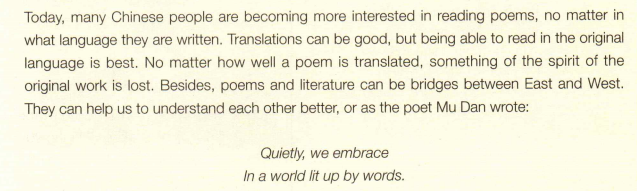 Today, many Chinese people are becoming more interested in reading poems, no matter in
what language they are written. Translations can be good, but being able to read in the original
language is best. No matter how well a poem is translated, something of the spirit of the
original work is lost. Besides, poems and literature can be bridges between East and West.
They can help us to understand each other better, or as the poet Mu Dan wrote:
Quietly, we embrace
In a world lit up by words.